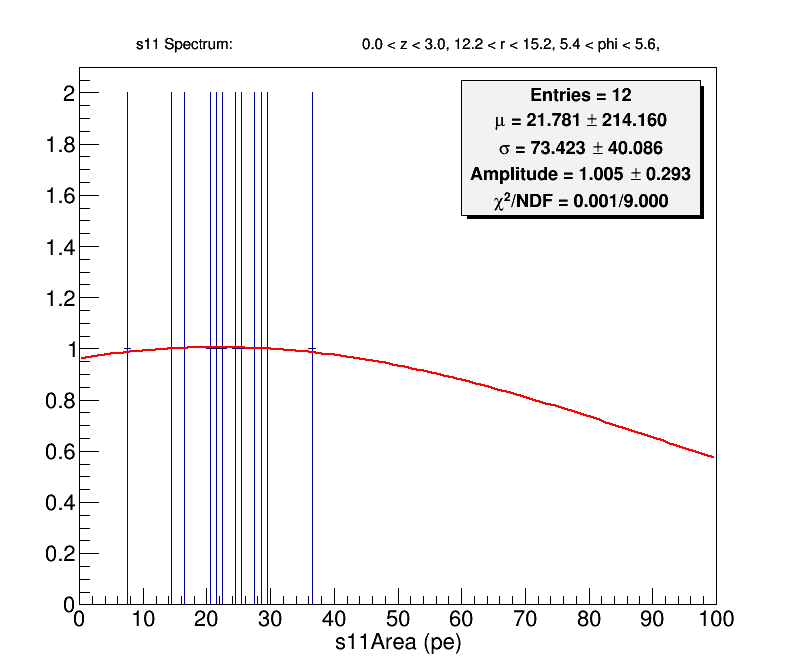 s11 Spectrum: 0.0 < z < 3.0, 12.2 < r < 15.2, 5.4 < phi < 5.6,
Entries = 12
μ = 21.781 ± 214.160
σ = 73.423 ± 40.086
Amplitude = 1.005 ± 0.293
χ²/NDF = 0.001/9.000
2
1.8
1.6
1.4
1.2
1
0.8
0.6
0.4
0.2
0
0 10 20 30 40 50 60 70 80 90 100
s11Area (pe)